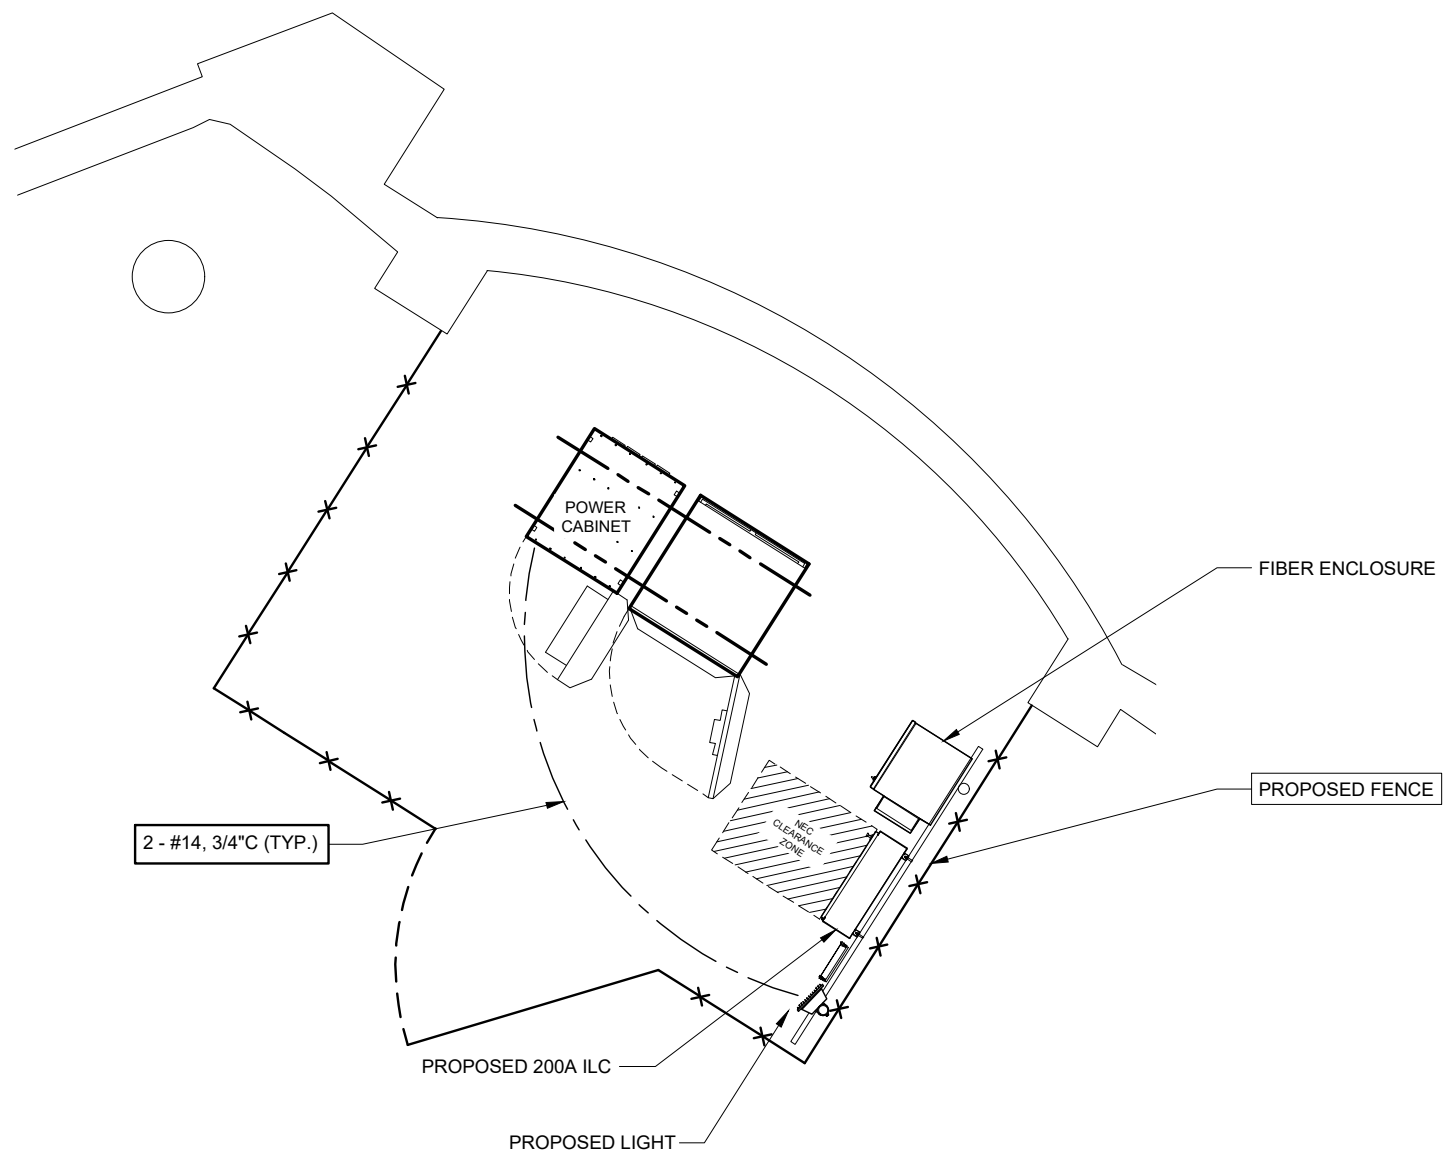 POWER
CABINET
FIBER ENCLOSURE
PROPOSED FENCE
NEC
CLEARANCE
ZONE
2 - #14, 3/4"C (TYP.)
PROPOSED 200A ILC
PROPOSED LIGHT